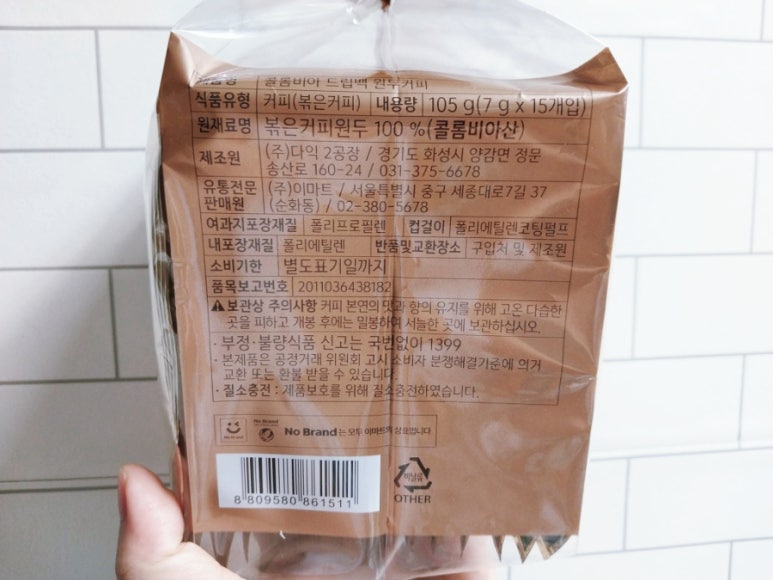 콜롬비아 드립백 원두커피
식품유형 커피(볶은커피) 내용량 105 g(7 g x 15개입)
원재료명 볶은커피원두 100 %(콜롬비아산)
제조원 (주)다익 2공장 / 경기도 화성시 양감면 정문
송산로 160-24 / 031-375-6678
유통전문 (주)이마트 / 서울특별시 중구 세종대로7길 37
판매원 (순화동) / 02-380-5678
여과지포장재질 폴리프로필렌 컵걸이 폴리에틸렌코팅펄프
내포장재질 폴리에틸렌 반품및교환장소 구입처 및 제조원
소비기한 별도표기일까지
품목보고번호 2011036438182
보관상 주의사항 커피 본연의 맛과 향의 유지를 위해 고온 다습한
곳을 피하고 개봉 후에는 밀봉하여 서늘한 곳에 보관하십시오.
· 부정·불량식품 신고는 국번없이 1399
· 본제품은 공정거래 위원회 고시 소비자 분쟁해결기준에 의거
교환 또는 환불 받을 수 있습니다.
· 질소충전 : 제품보호를 위해 질소충전하였습니다.
No Brand
No Brand는 모두 이마트의 상표입니다
비닐류
OTHER
8 809580 861511